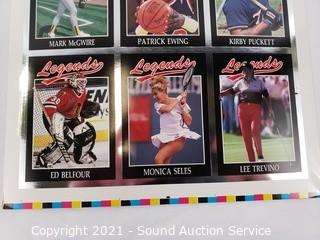 MARK McGWIRE
PATRICK EWING
KIRBY PUCKETT
Legends
Legends
Legends
ED BELFOUR
MONICA SELES
LEE TREVINO
Copyright 2021 - Sound Auction Service